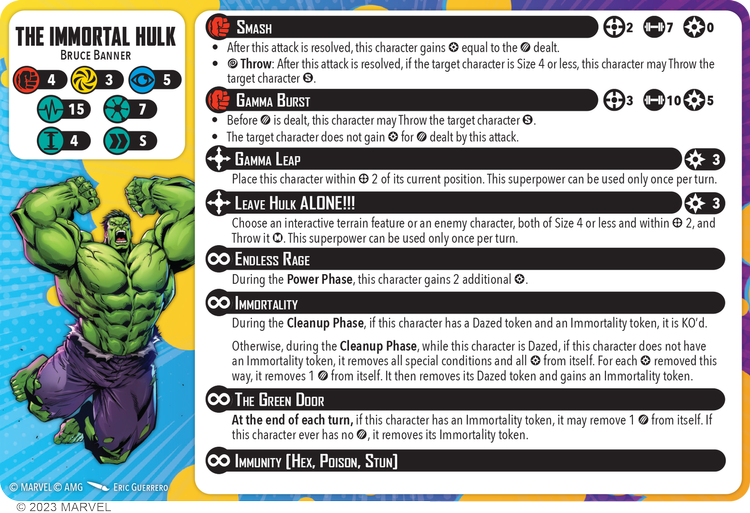 THE IMMORTAL HULK
BRUCE BANNER
4 3 5
15 7
4 S
SMASH 2 7 0
• After this attack is resolved, this character gains equal to the dealt.
• Throw: After this attack is resolved, if the target character is Size 4 or less, this character may Throw the
target character S.
GAMMA BURST 3 10 5
• Before is dealt, this character may Throw the target character S.
• The target character does not gain for dealt by this attack.
GAMMA LEAP 3
Place this character within 2 of its current position. This superpower can be used only once per turn.
LEAVE HULK ALONE!!! 3
Choose an interactive terrain feature or an enemy character, both of Size 4 or less and within 2, and
Throw it M. This superpower can be used only once per turn.
ENDLESS RAGE
During the Power Phase, this character gains 2 additional .
IMMORTALITY
During the Cleanup Phase, if this character has a Dazed token and an Immortality token, it is KO'd.
Otherwise, during the Cleanup Phase, while this character is Dazed, if this character does not have
an Immortality token, it removes all special conditions and all from itself. For each removed this
way, it removes 1 from itself. It then removes its Dazed token and gains an Immortality token.
THE GREEN DOOR
At the end of each turn, if this character has an Immortality token, it may remove 1 from itself. If
this character ever has no , it removes its Immortality token.
IMMUNITY [HEX, POISON, STUN]
© MARVEL © AMG ERIC GUERRERO
© 2023 MARVEL